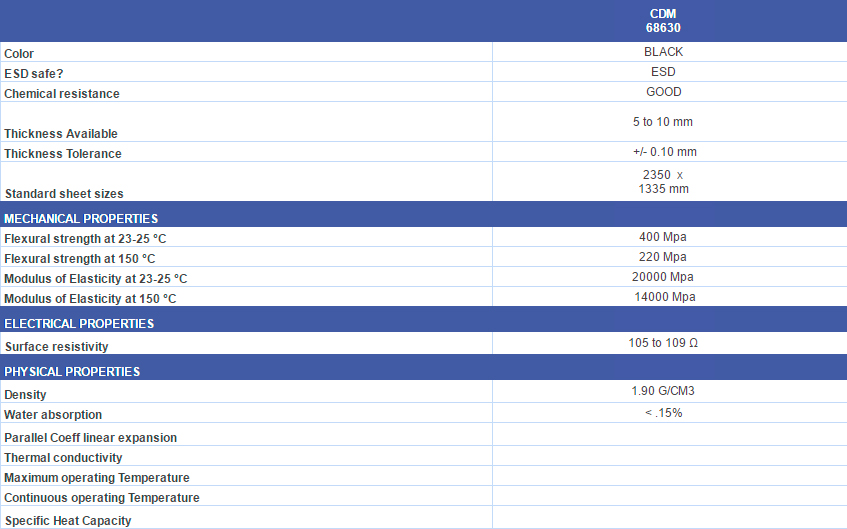 CDM
68630
Color BLACK
ESD safe? ESD
Chemical resistance GOOD
Thickness Available 5 to 10 mm
Thickness Tolerance +/- 0.10 mm
Standard sheet sizes 2350 x
1335 mm
MECHANICAL PROPERTIES
Flexural strength at 23-25 °C 400 Mpa
Flexural strength at 150 °C 220 Mpa
Modulus of Elasticity at 23-25 °C 20000 Mpa
Modulus of Elasticity at 150 °C 14000 Mpa
ELECTRICAL PROPERTIES
Surface resistivity 105 to 109 Ω
PHYSICAL PROPERTIES
Density 1.90 G/CM3
Water absorption < .15%
Parallel Coeff linear expansion
Thermal conductivity
Maximum operating Temperature
Continuous operating Temperature
Specific Heat Capacity